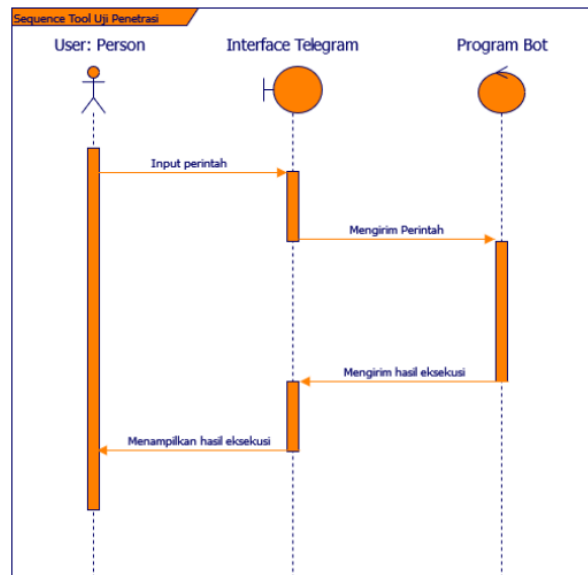 Sequence Tool Uji Penetrasi
User: Person
Interface Telegram
Program Bot
Input perintah
Mengirim Perintah
Mengirim hasil eksekusi
Menampilkan hasil eksekusi